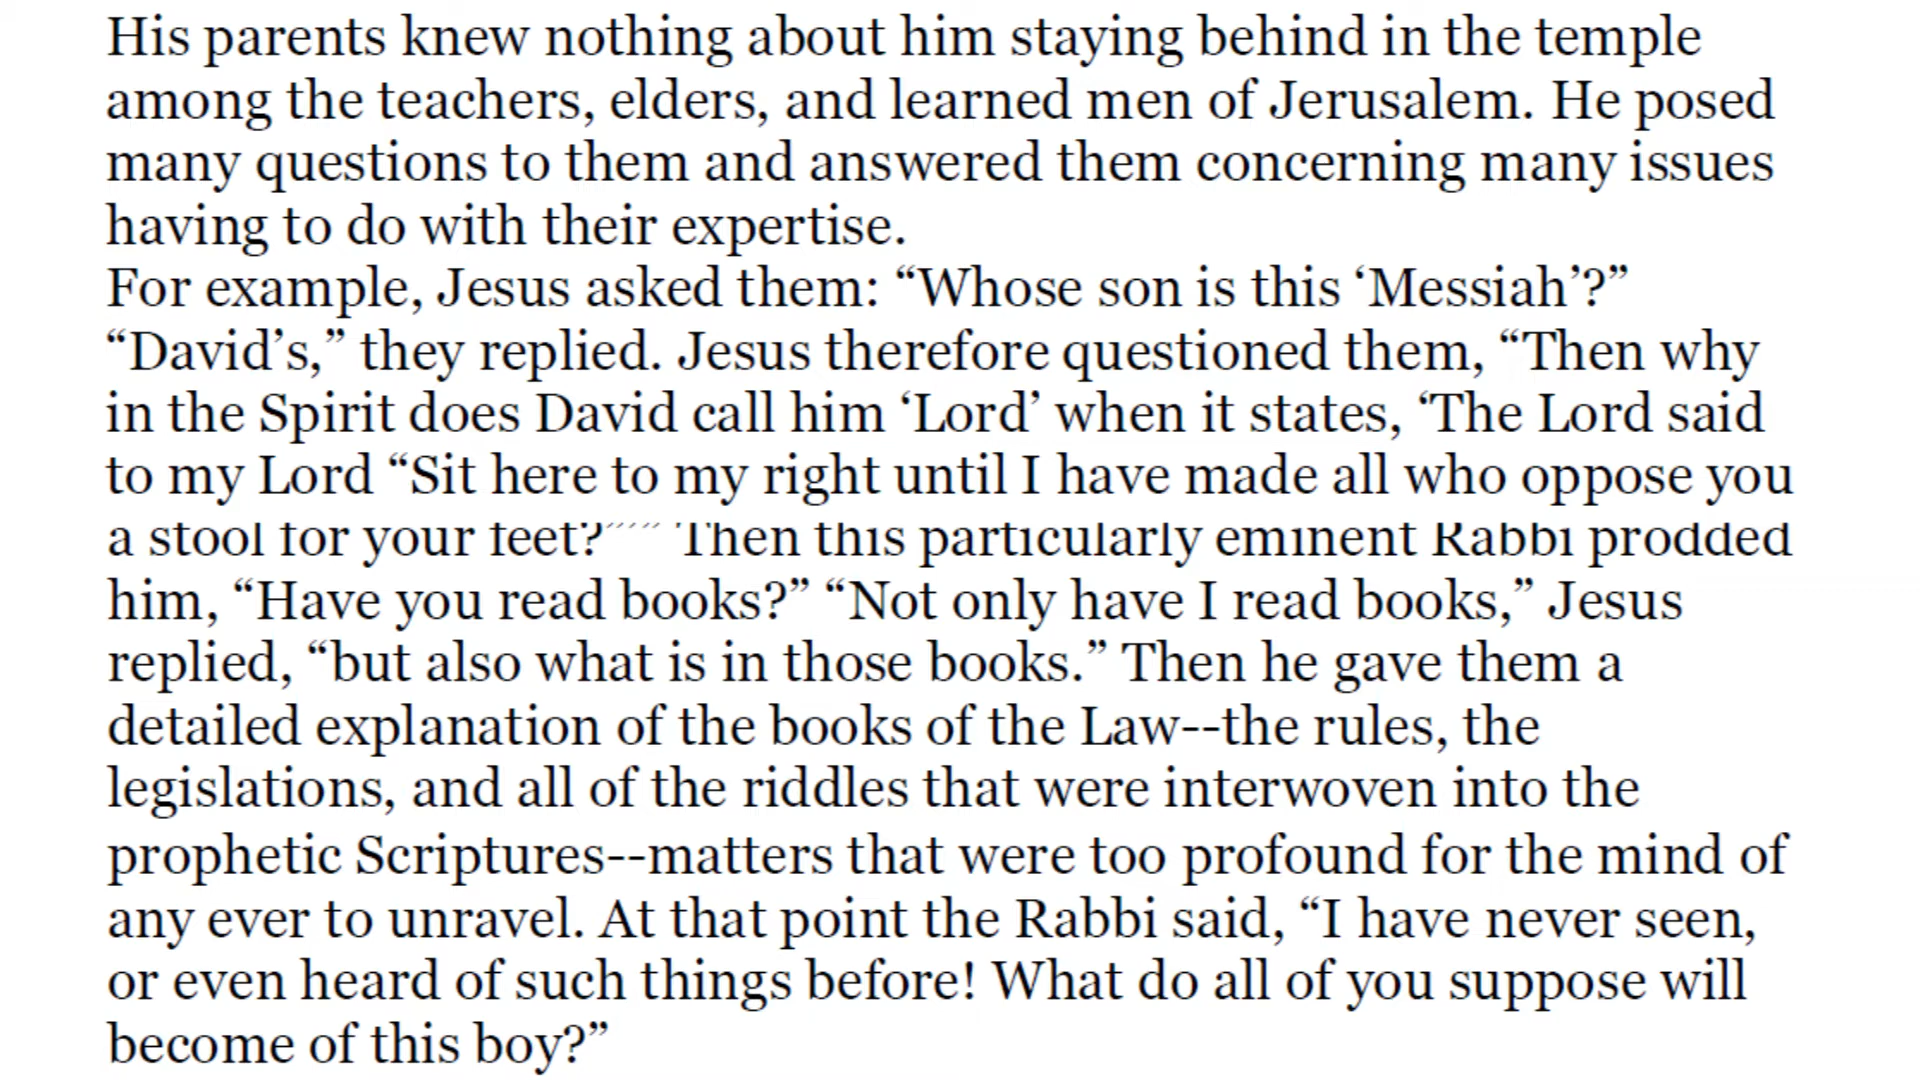 His parents knew nothing about him staying behind in the temple
among the teachers, elders, and learned men of Jerusalem. He posed
many questions to them and answered them concerning many issues
having to do with their expertise.
For example, Jesus asked them: “Whose son is this ‘Messiah’?”
“David’s,” they replied. Jesus therefore questioned them, “Then why
in the Spirit does David call him ‘Lord’ when it states, ‘The Lord said
to my Lord “Sit here to my right until I have made all who oppose you
a stool for your feet?”’” Then this particularly eminent Rabbi prodded
him, “Have you read books?” “Not only have I read books,” Jesus
replied, “but also what is in those books.” Then he gave them a
detailed explanation of the books of the Law--the rules, the
legislations, and all of the riddles that were interwoven into the
prophetic Scriptures--matters that were too profound for the mind of
any ever to unravel. At that point the Rabbi said, “I have never seen,
or even heard of such things before! What do all of you suppose will
become of this boy?”